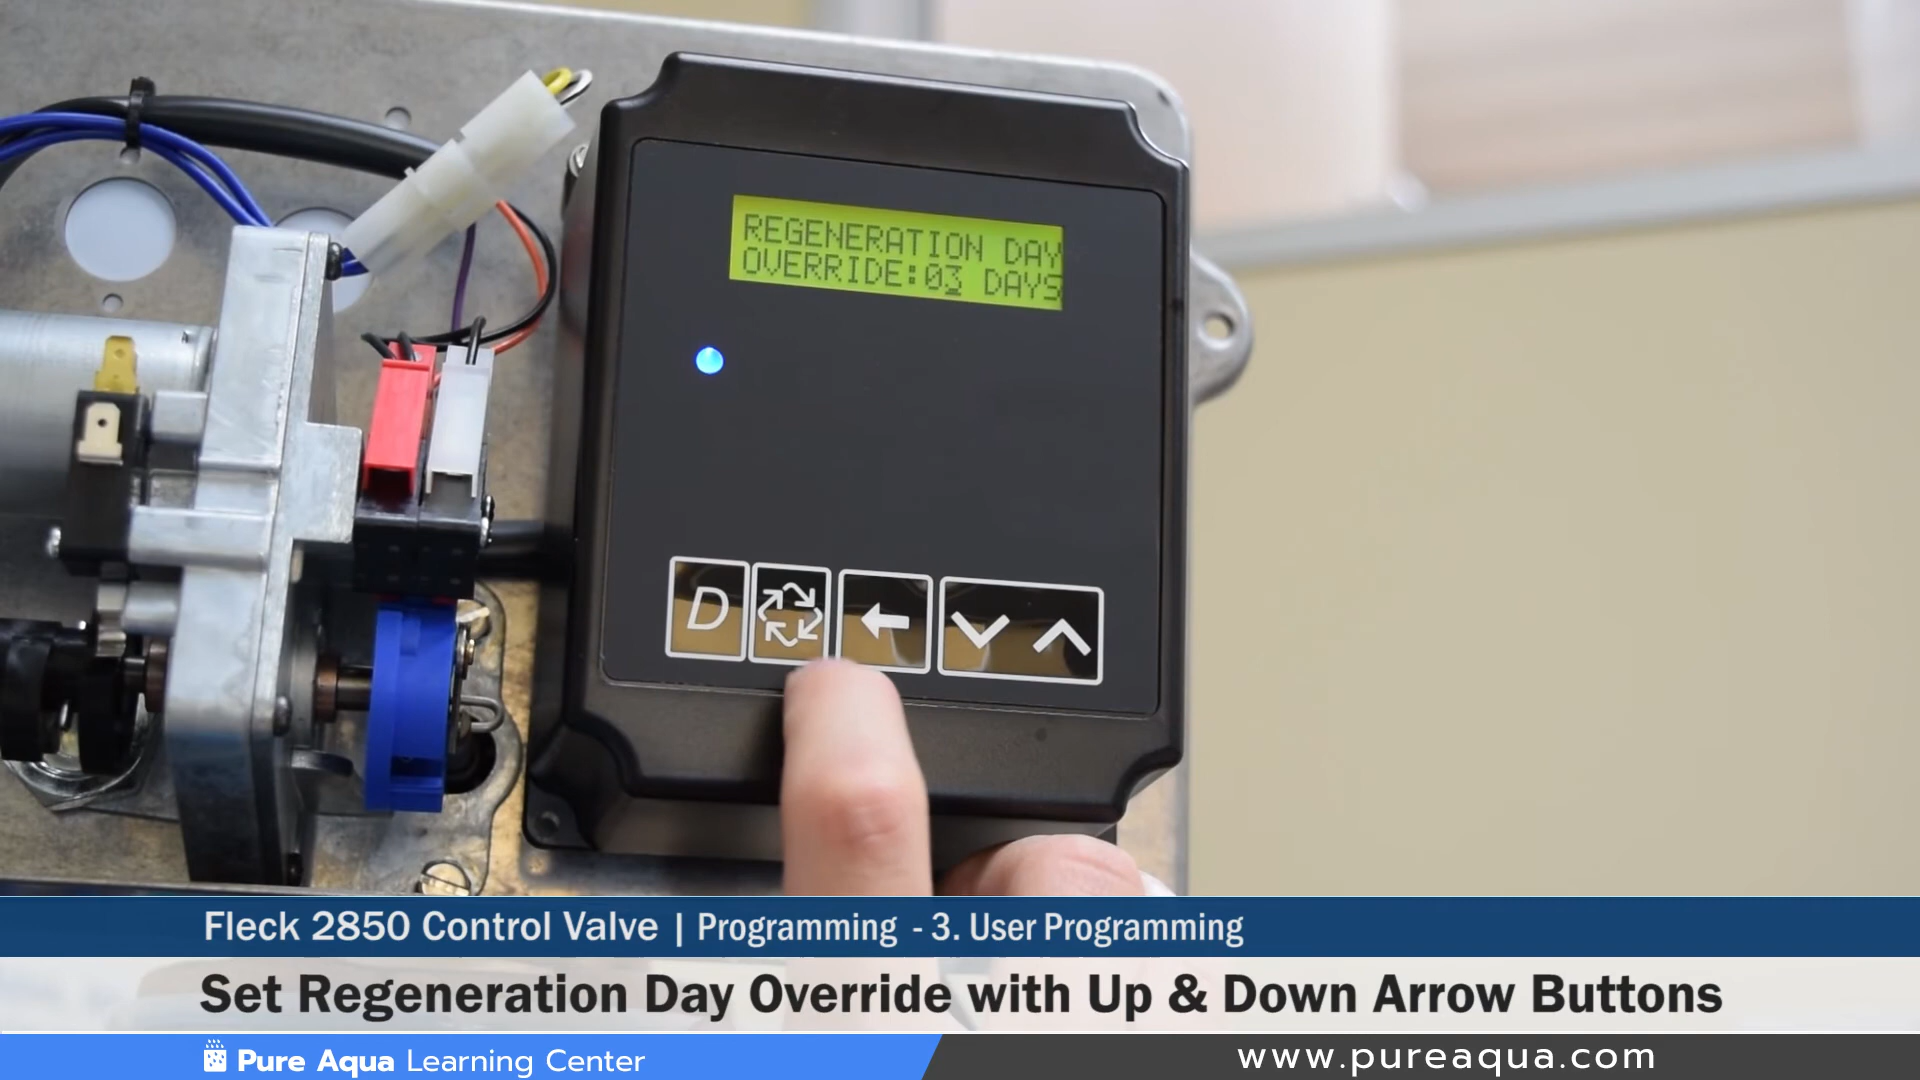 REGENERATION DAY
OVERRIDE:03 DAYS
D
Fleck 2850 Control Valve | Programming - 3. User Programming
Set Regeneration Day Override with Up & Down Arrow Buttons
Pure Aqua Learning Center
www.pureaqua.com